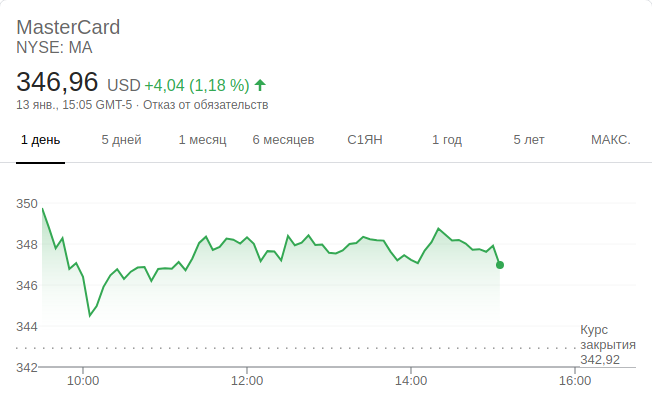 MasterCard
NYSE: MA
346,96 USD +4,04 (1,18 %)
13 янв., 15:05 GMT-5 · Отказ от обязательств
1 день 5 дней 1 месяц 6 месяцев С1ЯН 1 год 5 лет МАКС.
350
348
346
344
Курс
закрытия
342,92
342
10:00 12:00 14:00 16:00